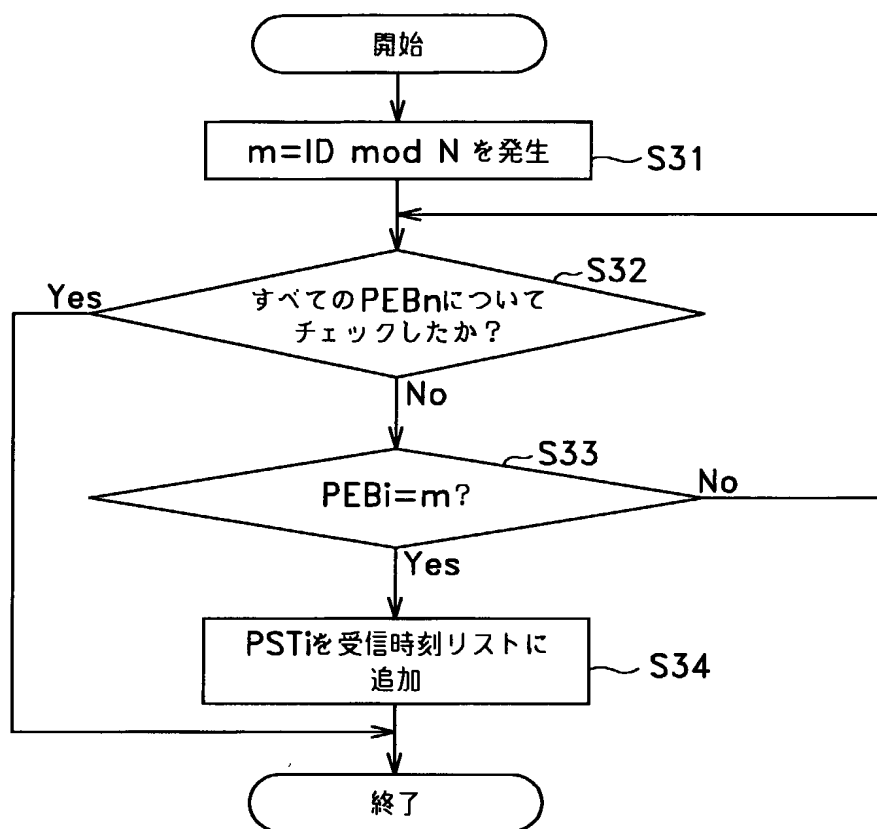 開始
m=ID mod N を発生
S31
S32
Yes
すべてのPEBnについて
チェックしたか?
No
S33
PEBi=m?
No
Yes
PSTiを受信時刻リストに
追加
S34
終了